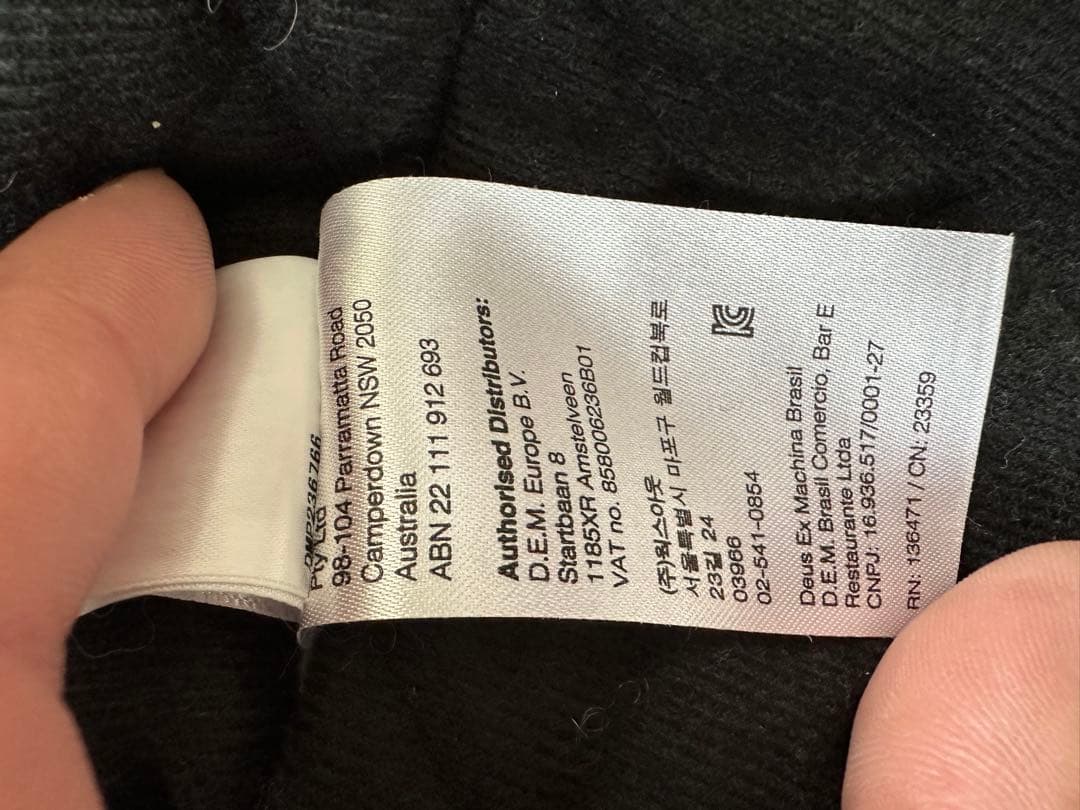 Pty Ltd
98-104 Parramatta Road
Camperdown NSW 2050
Australia
ABN 22 111 912 693
Authorised Distributors:
D.E.M. Europe B.V.
Startbaan 8
1185XR Amstelveen
VAT no. 858006236B01
(주)웍스아웃
서울특별시 마포구 월드컵북로
23길 24
03966
02-541-0854
Deus Ex Machina Brasil
D.E.M. Brasil Comercio, Bar E
Restaurante Ltda
CNPJ: 16.936.517/0001-27
RN: 136471 / CN: 23359